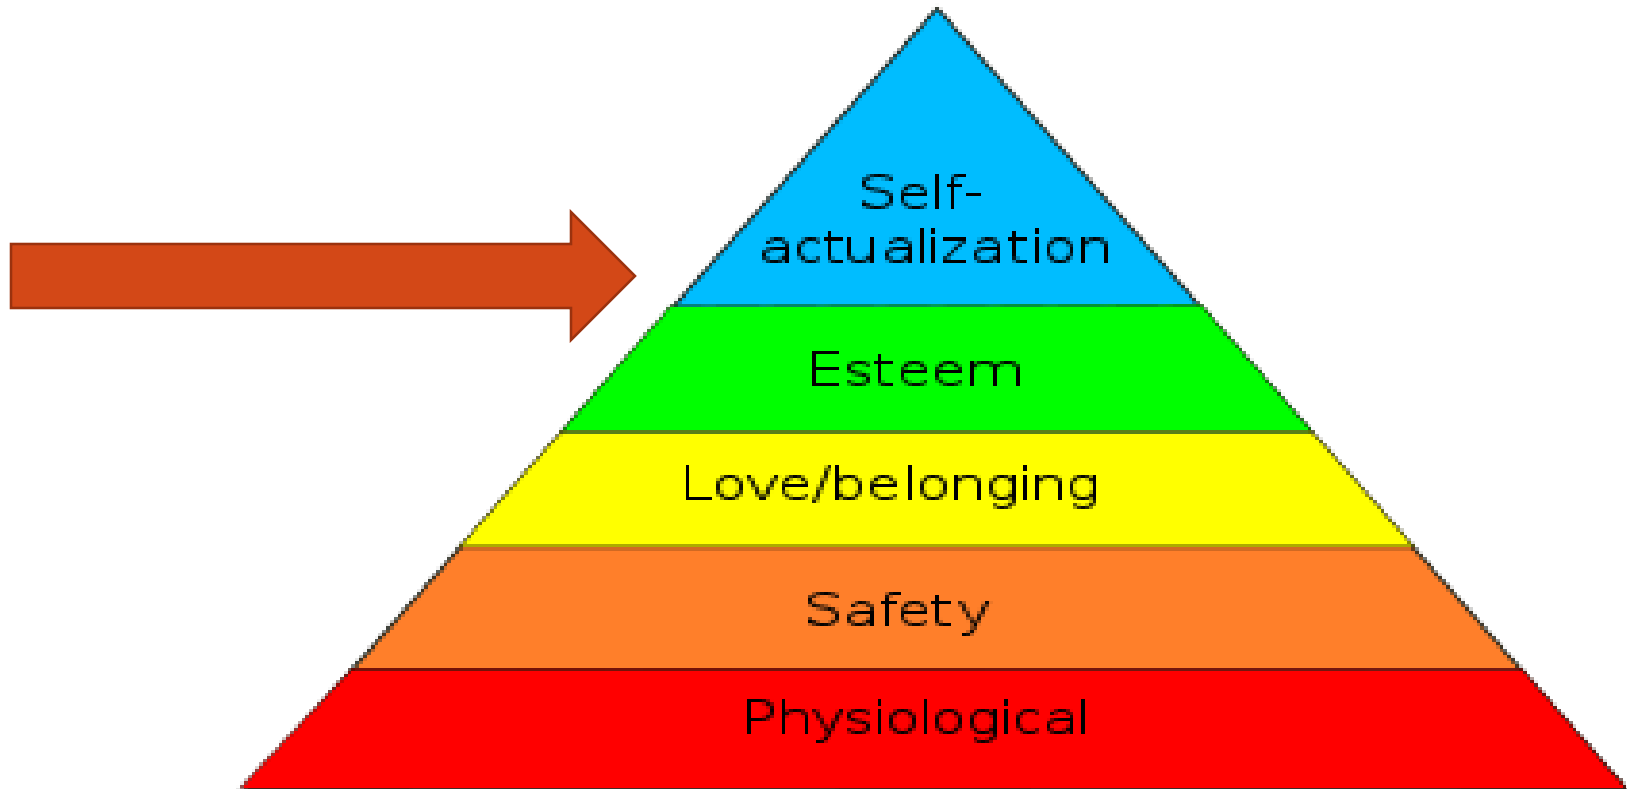 Self-
actualization
Esteem
Love/belonging
Safety
Physiological